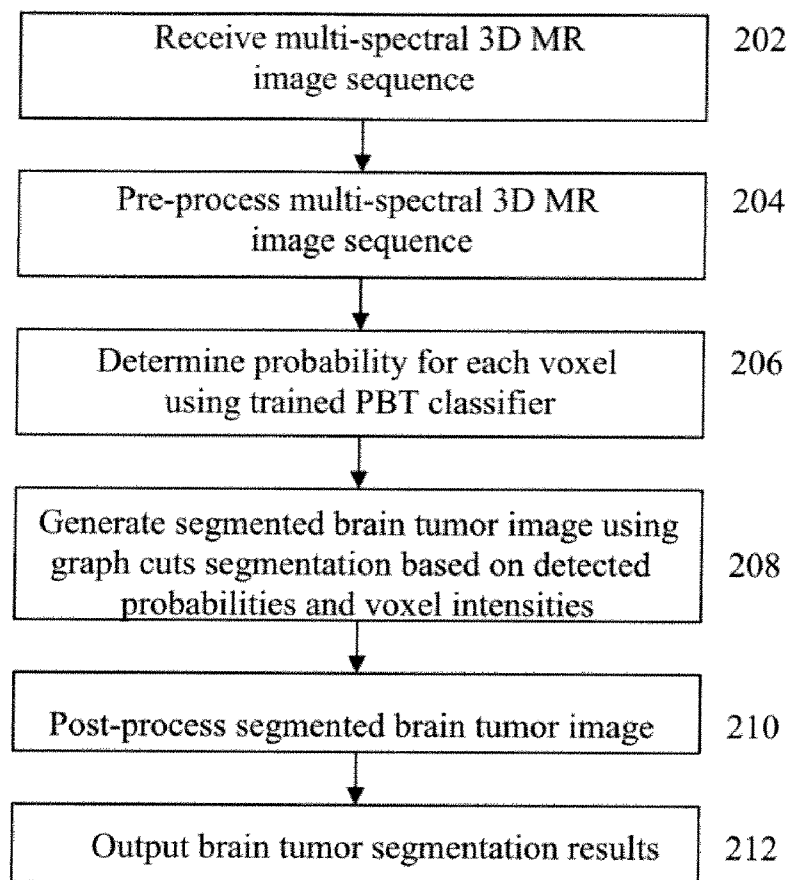 Receive multi-spectral 3D MR
image sequence
202
Pre-process multi-spectral 3D MR
image sequence
204
Determine probability for each voxel
using trained PBT classifier
206
Generate segmented brain tumor image using
graph cuts segmentation based on detected
probabilities and voxel intensities
208
Post-process segmented brain tumor image
210
Output brain tumor segmentation results
212